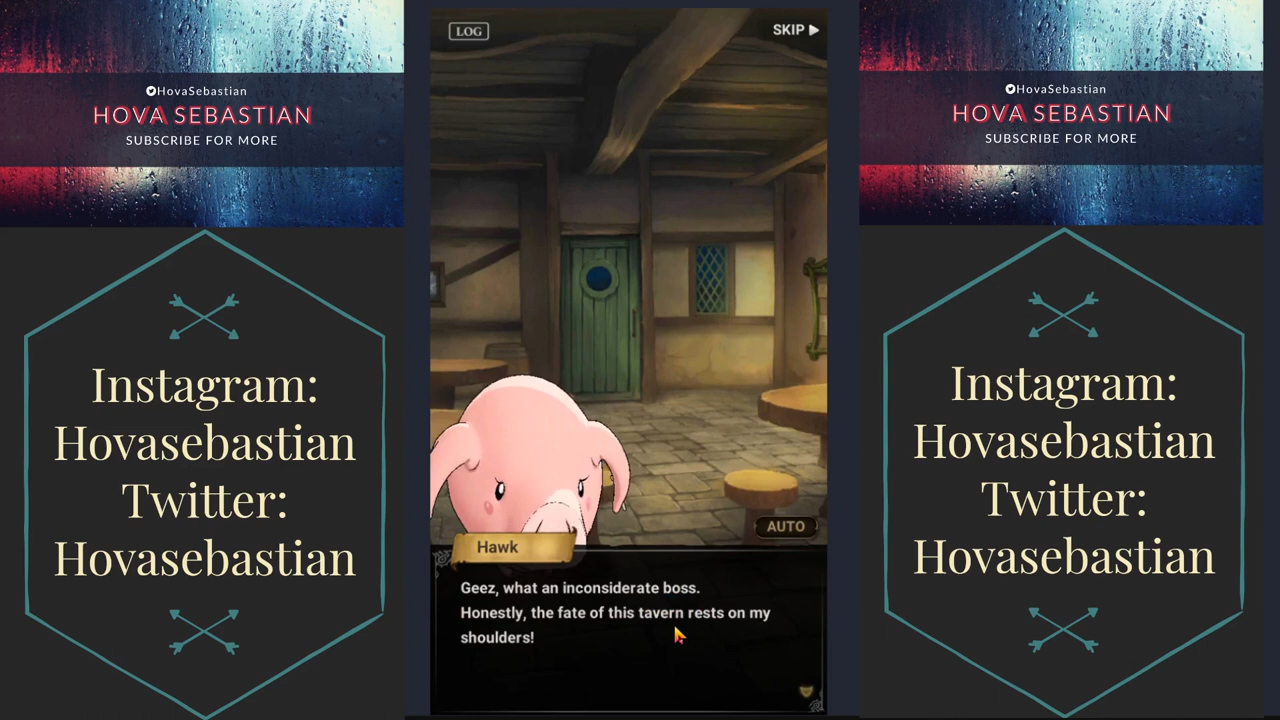 HovaSebastian
HOVA SEBASTIAN
SUBSCRIBE FOR MORE
Instagram:
Hovasebastian
Twitter:
Hovasebastian
LOG
SKIP
AUTO
Hawk
Geez, what an inconsiderate boss.
Honestly, the fate of this tavern rests on my
shoulders!
HovaSebastian
HOVA SEBASTIAN
SUBSCRIBE FOR MORE
Instagram:
Hovasebastian
Twitter:
Hovasebastian